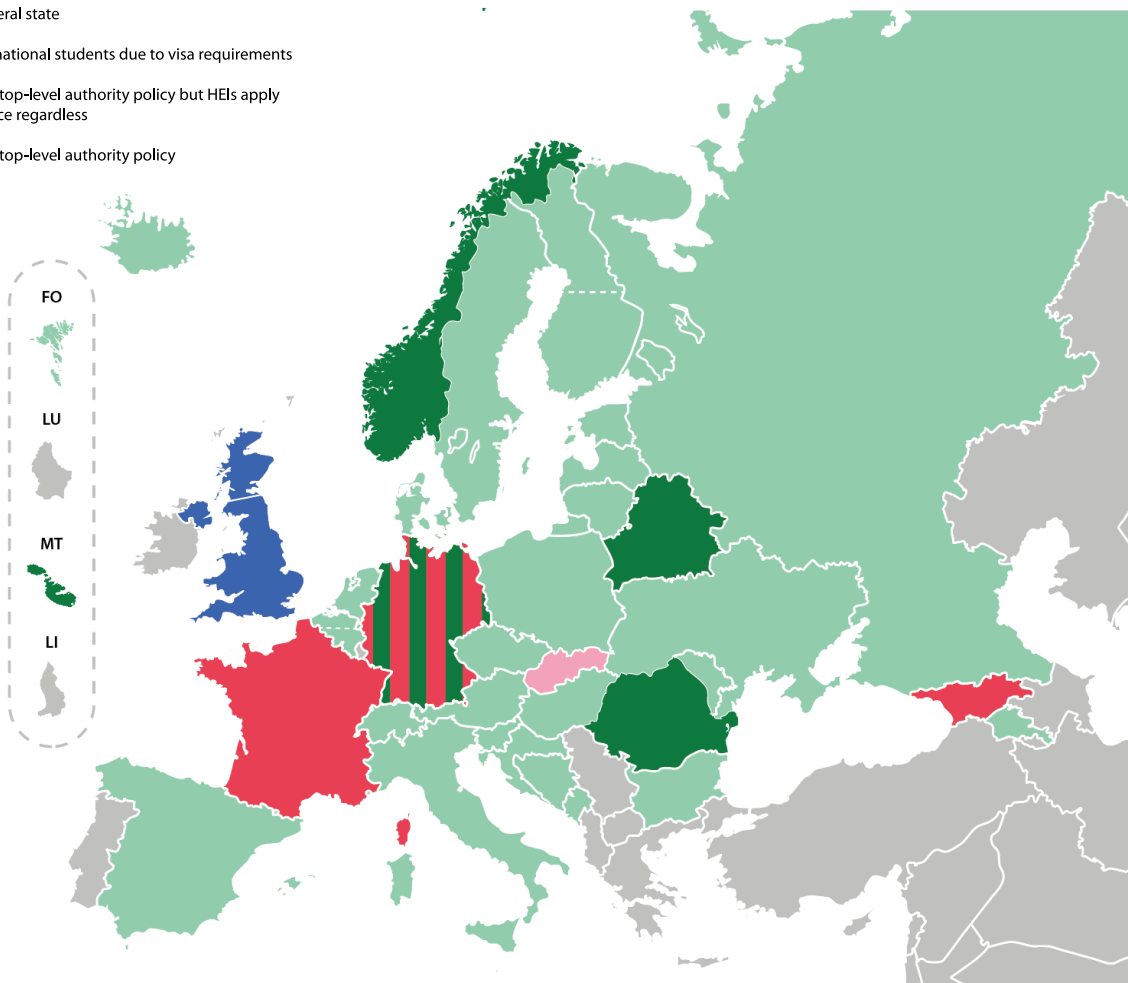 eral state
national students due to visa requirements
top-level authority policy but HEIs apply
ce regardless
top-level authority policy
FO
LU
MT
LI